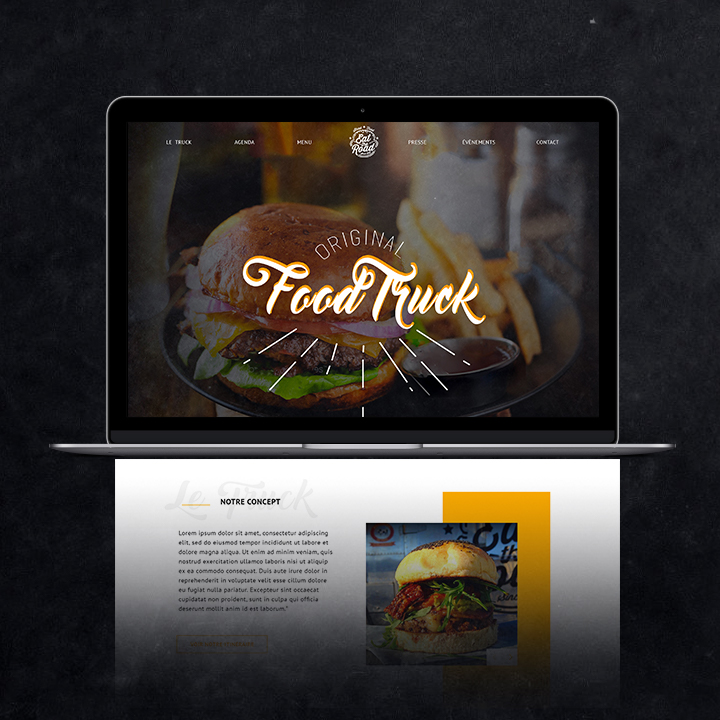 LE TRUCK AGENDA MENU Eat the Road PRESSE ÉVÈNEMENTS CONTACT
ORIGINAL
Food Truck
Le Truck
NOTRE CONCEPT
Lorem ipsum dolor sit amet, consectetur adipiscing
elit, sed do eiusmod tempor incididunt ut labore et
dolore magna aliqua. Ut enim ad minim veniam, quis
nostrud exercitation ullamco laboris nisi ut aliquip
ex ea commodo consequat. Duis aute irure dolor in
reprehenderit in voluptate velit esse cillum dolore
eu fugiat nulla pariatur. Excepteur sint occaecat
cupidatat non proident, sunt in culpa qui officia
deserunt mollit anim id est laborum."